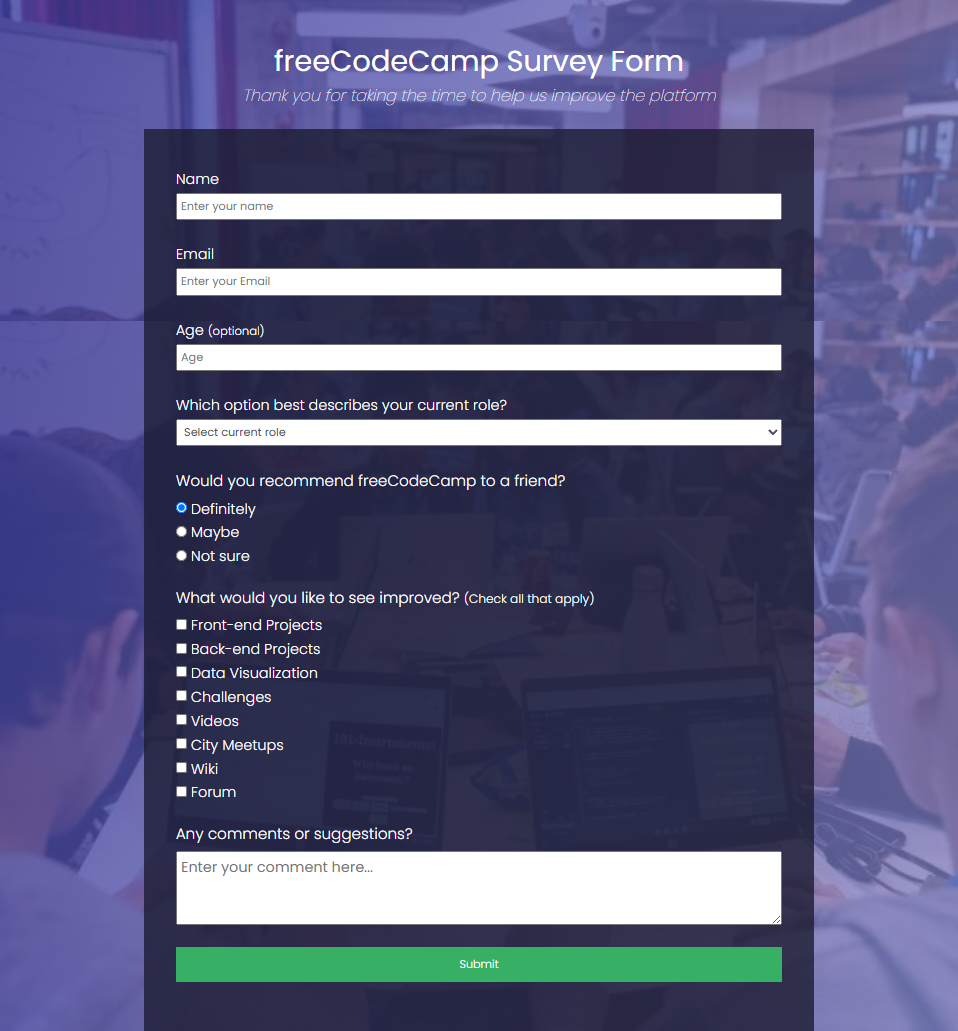 freeCodeCamp Survey Form
Thank you for taking the time to help us improve the platform
Name
Enter your name
Email
Enter your Email
Age (optional)
Age
Which option best describes your current role?
Select current role
Would you recommend freeCodeCamp to a friend?
Definitely
Maybe
Not sure
What would you like to see improved? (Check all that apply)
Front-end Projects
Back-end Projects
Data Visualization
Challenges
Videos
City Meetups
Wiki
Forum
Any comments or suggestions?
Enter your comment here...
Submit